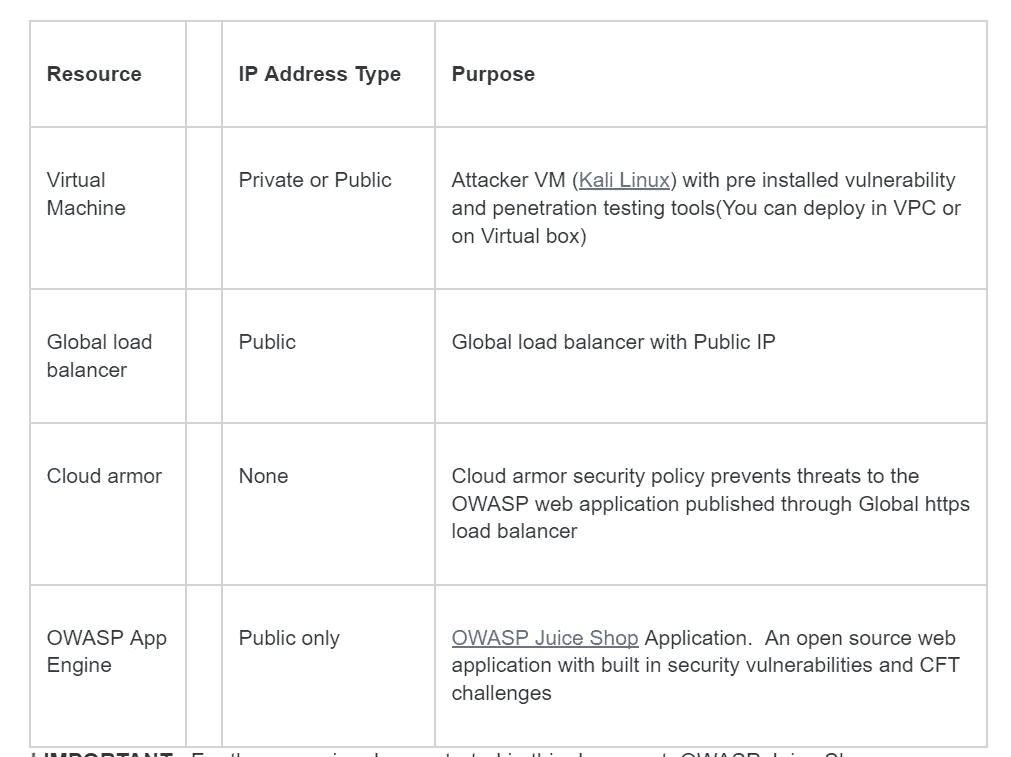 Resource IP Address Type Purpose
Virtual
Machine
Private or Public
Attacker VM (Kali Linux) with pre installed vulnerability
and penetration testing tools(You can deploy in VPC or
on Virtual box)
Global load
balancer
Public
Global load balancer with Public IP
Cloud armor
None
Cloud armor security policy prevents threats to the
OWASP web application published through Global https
load balancer
OWASP App
Engine
Public only
OWASP Juice Shop Application.  An open source web
application with built in security vulnerabilities and CFT
challenges